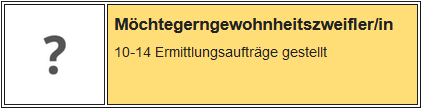 ?
Möchtegerngewohnheitszweifler/in
10-14 Ermittlungsaufträge gestellt